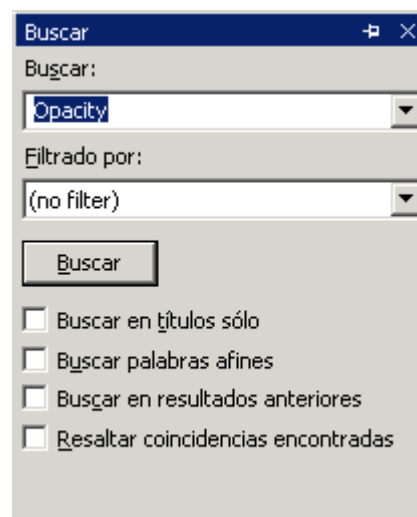 Buscar
Buscar:
Opacity
Filtrado por:
(no filter)
Buscar
Buscar en títulos sólo
Buscar palabras afines
Buscar en resultados anteriores
Resaltar coincidencias encontradas